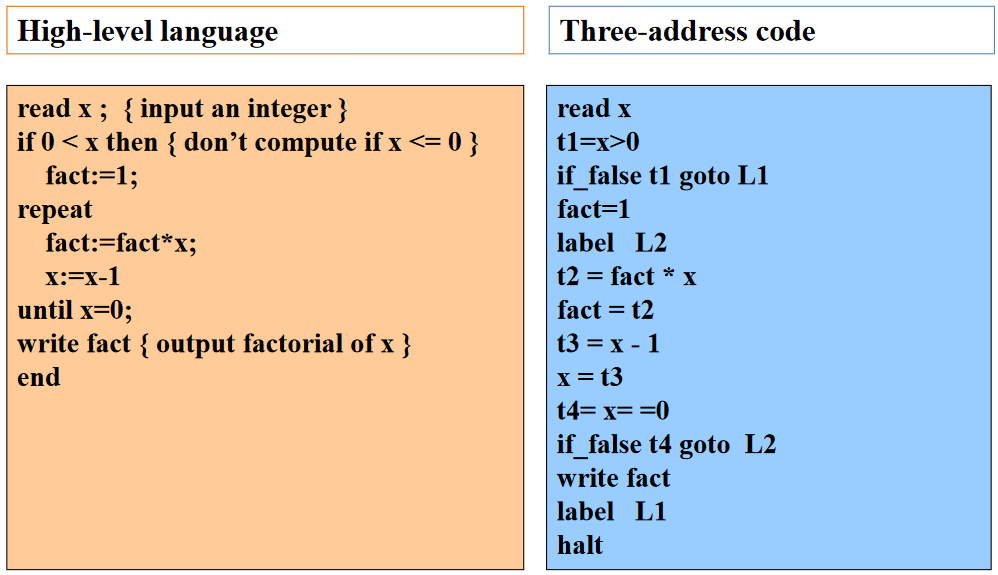 High-level language
read x ;  { input an integer }
if 0 < x then { don’t compute if x <= 0 }
fact:=1;
repeat
fact:=fact*x;
x:=x-1
until x=0;
write fact { output factorial of x }
end
Three-address code
read x
t1=x>0
if_false t1 goto L1
fact=1
label   L2
t2 = fact * x
fact = t2
t3 = x - 1
x = t3
t4= x= =0
if_false t4 goto  L2
write fact
label   L1
halt